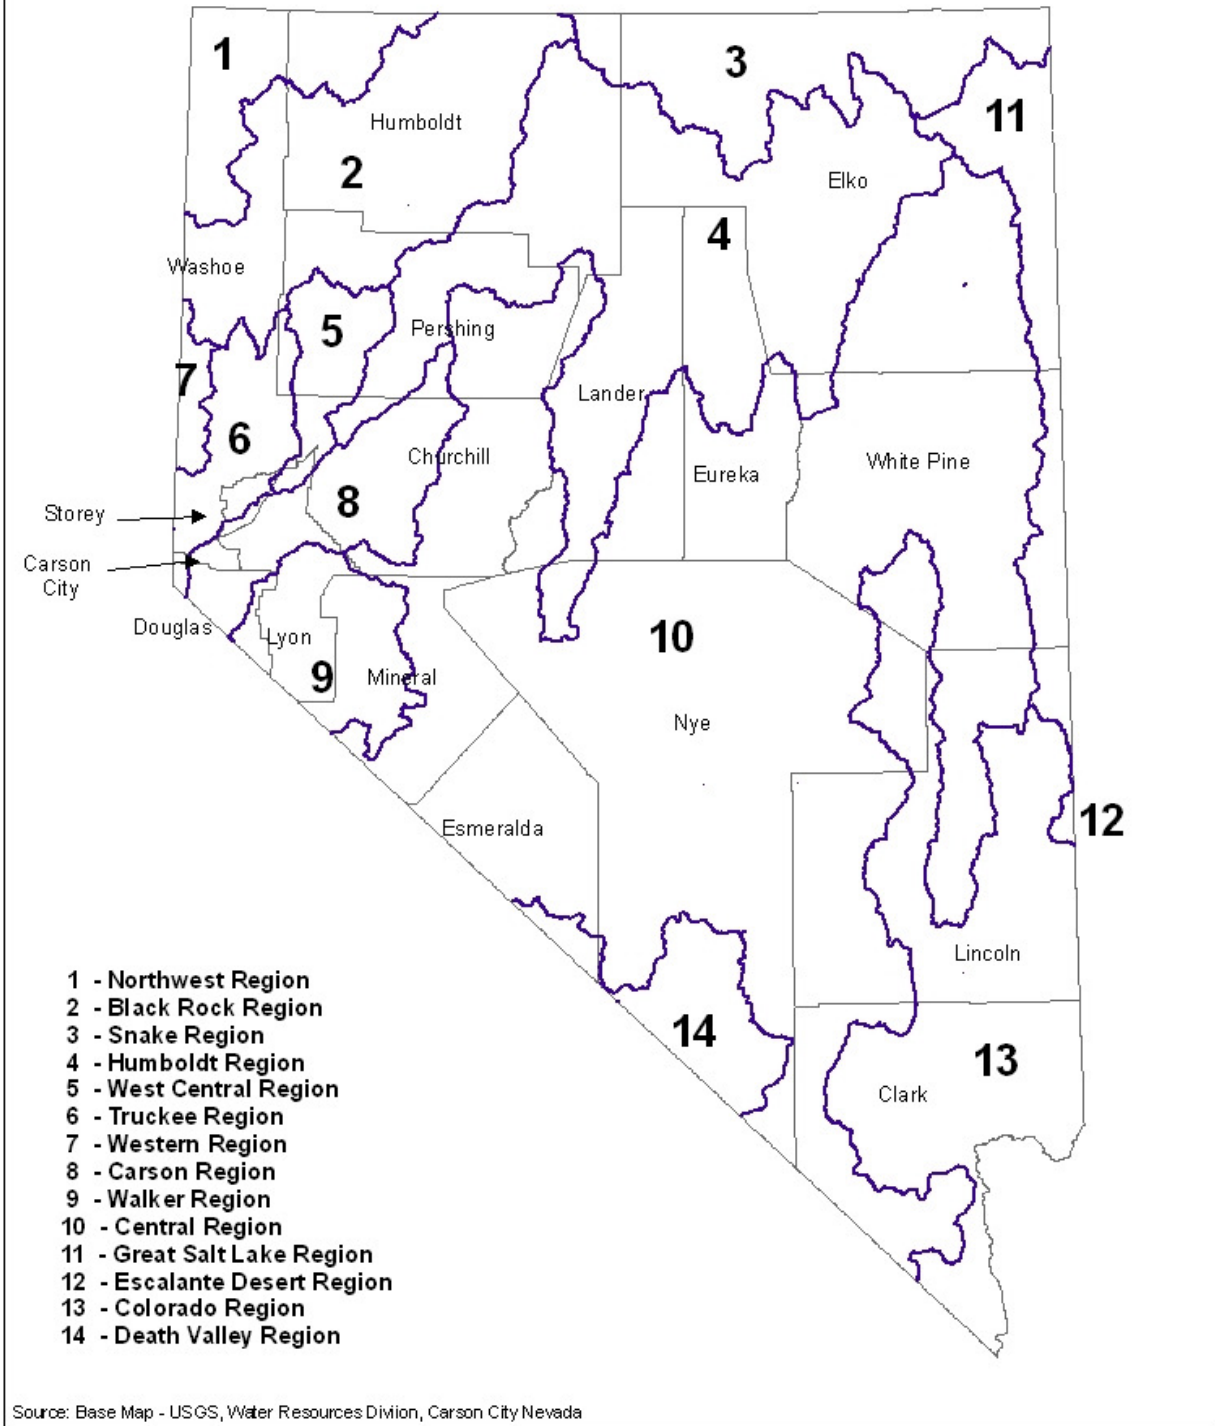 1
3
11
Humboldt
2
Elko
4
Washoe
5
Pershing
7
Lander
6
Churchill
Eureka
White Pine
8
Storey
Carson
City
Douglas
Lyon
10
9
Mineral
Nye
12
Esmeralda
Lincoln
14
13
Clark
1 - Northwest Region
2 - Black Rock Region
3 - Snake Region
4 - Humboldt Region
5 - West Central Region
6 - Truckee Region
7 - Western Region
8 - Carson Region
9 - Walker Region
10 - Central Region
11 - Great Salt Lake Region
12 - Escalante Desert Region
13 - Colorado Region
14 - Death Valley Region
Source: Base Map - USGS, Water Resources Diviion, Carson City Nevada